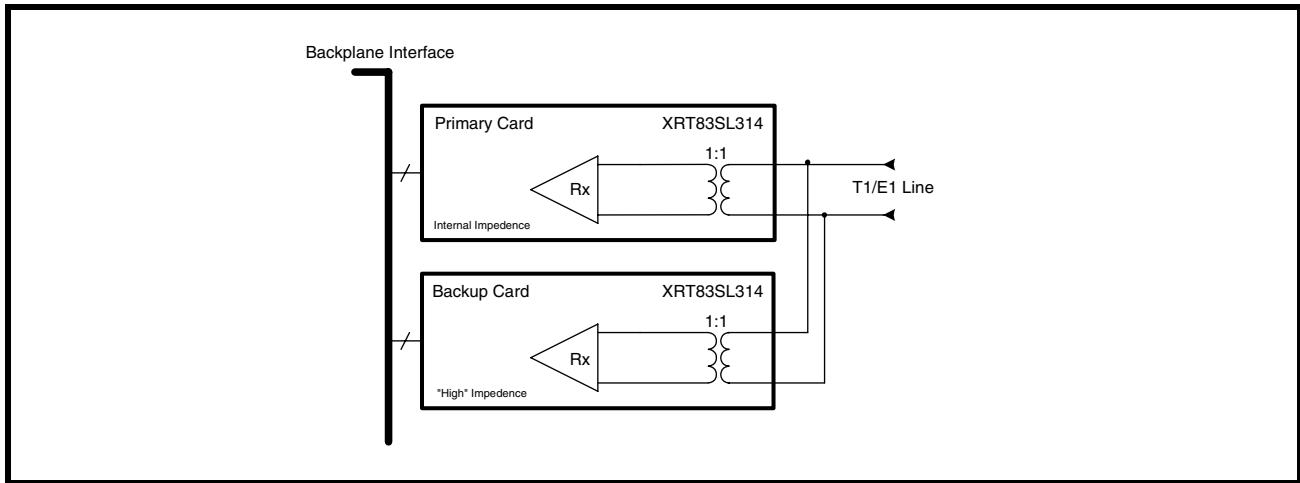 Backplane Interface
Primary Card XRT83SL314
1:1
Rx
T1/E1 Line
Internal Impedence
Backup Card XRT83SL314
1:1
Rx
"High" Impedence